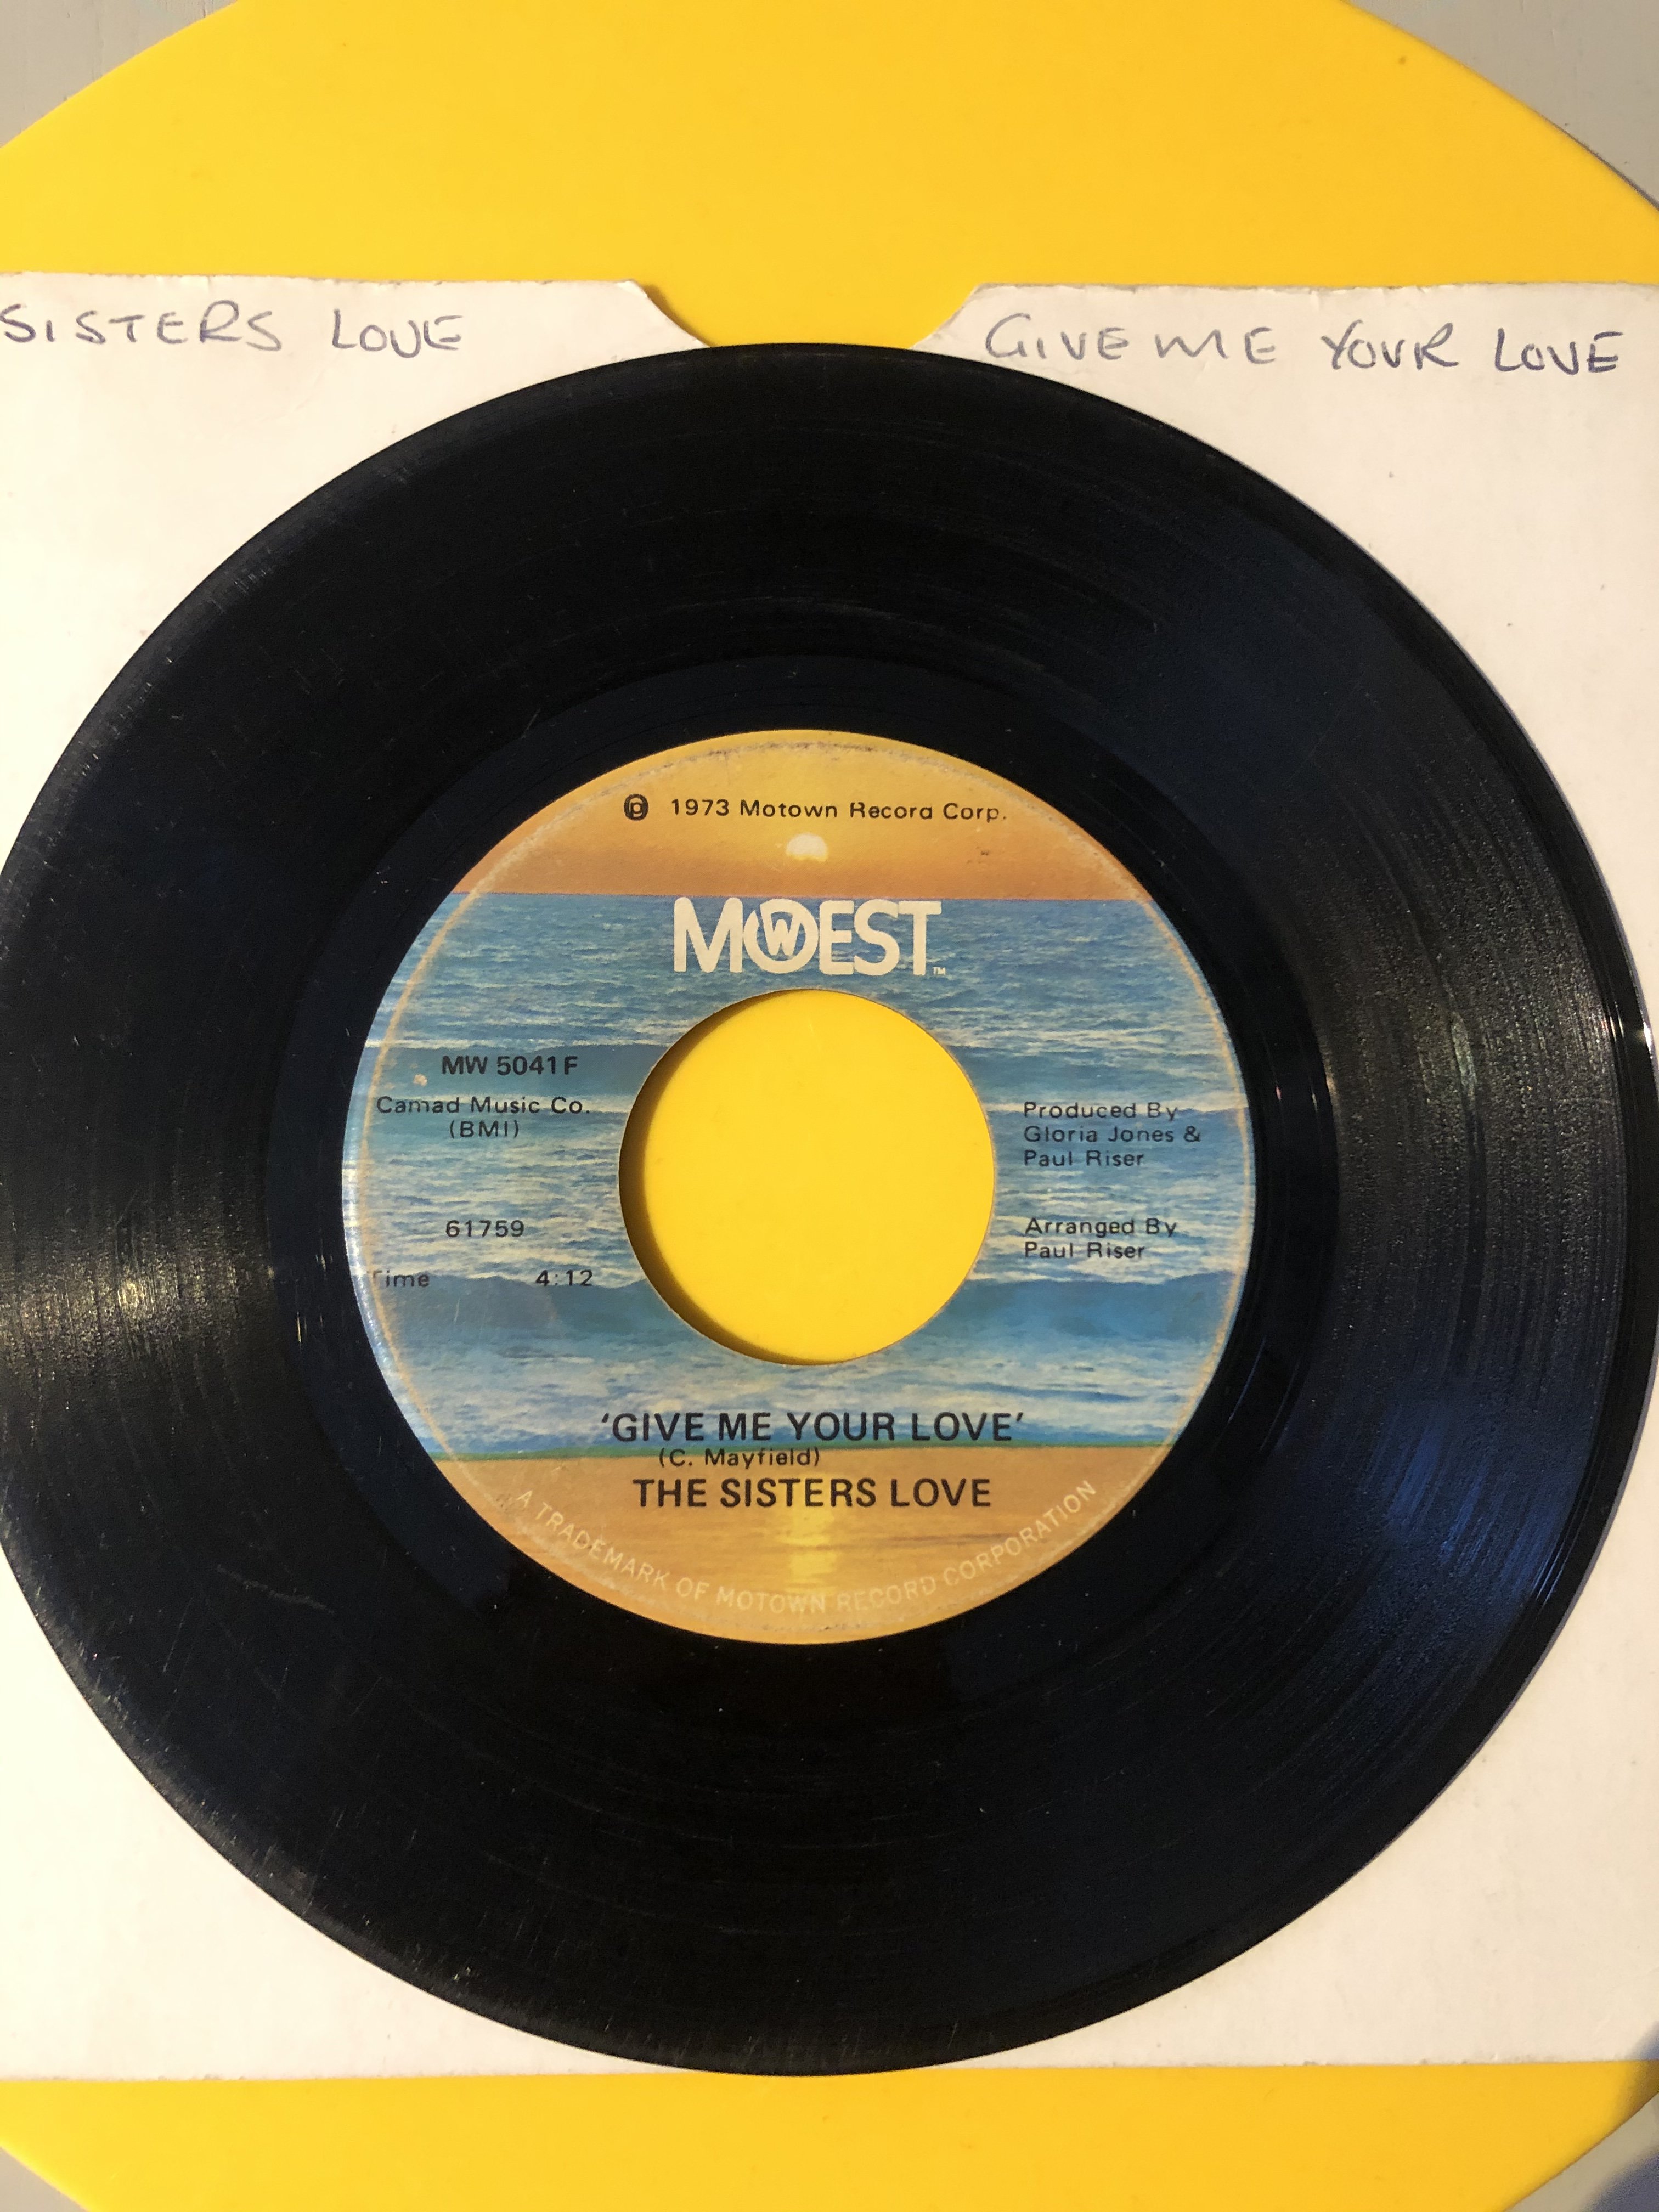 SISTERS LOVE
GIVE ME YOUR LOVE
℗ 1973 Motown Record Corp.
MOWEST TM
MW 5041 F
Camad Music Co.
(BMI)
61759
Time 4:12
Produced By
Gloria Jones &
Paul Riser
Arranged By
Paul Riser
‘GIVE ME YOUR LOVE’
(C. Mayfield)
THE SISTERS LOVE
A TRADEMARK OF MOTOWN RECORD CORPORATION